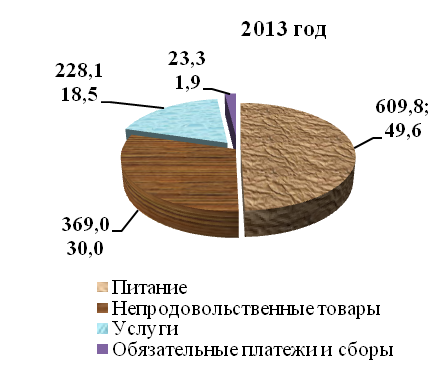 2013 год
23,3
1,9
228,1
18,5
609,8;
49,6
369,0
30,0
Питание
Непродовольственные товары
Услуги
Обязательные платежи и сборы